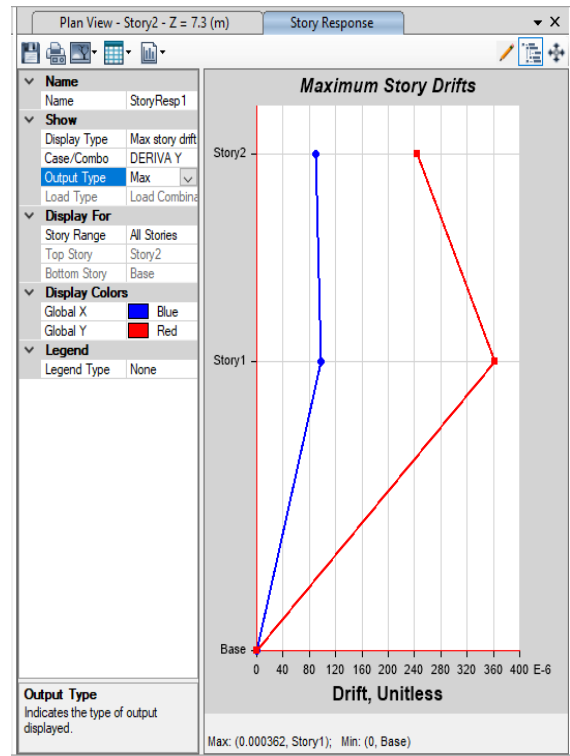 Plan View - Story2 - Z = 7.3 (m)
Story Response
Name
Name StoryResp1
Show
Display Type Max story drift
Case/Combo DERIVA Y
Output Type Max
Load Type Load Combina
Display For
Story Range All Stories
Top Story Story2
Bottom Story Base
Display Colors
Global X Blue
Global Y Red
Legend
Legend Type None
Output Type
Indicates the type of output
displayed.
Maximum Story Drifts
Story2
Story1
Base
0 40 80 120 160 200 240 280 320 360 400 E-6
Drift, Unitless
Max: (0.000362, Story1); Min: (0, Base)